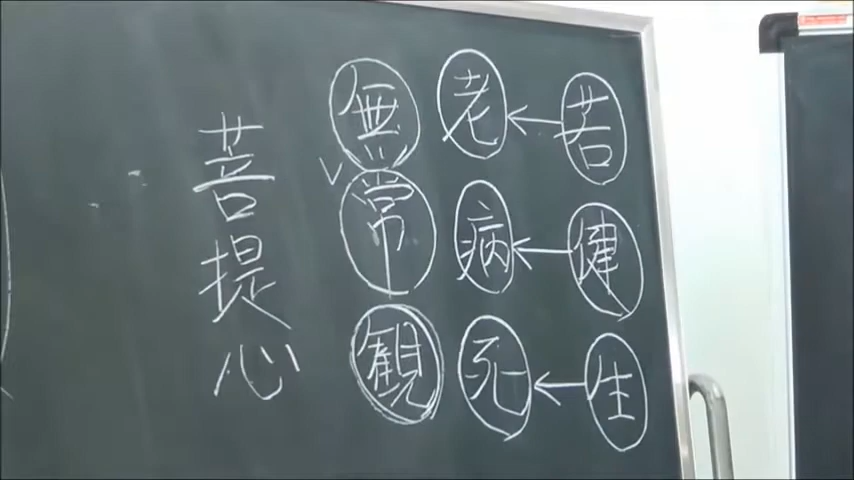 若 健 生
老 ← 病 ← 死 ←
無常観
菩提心